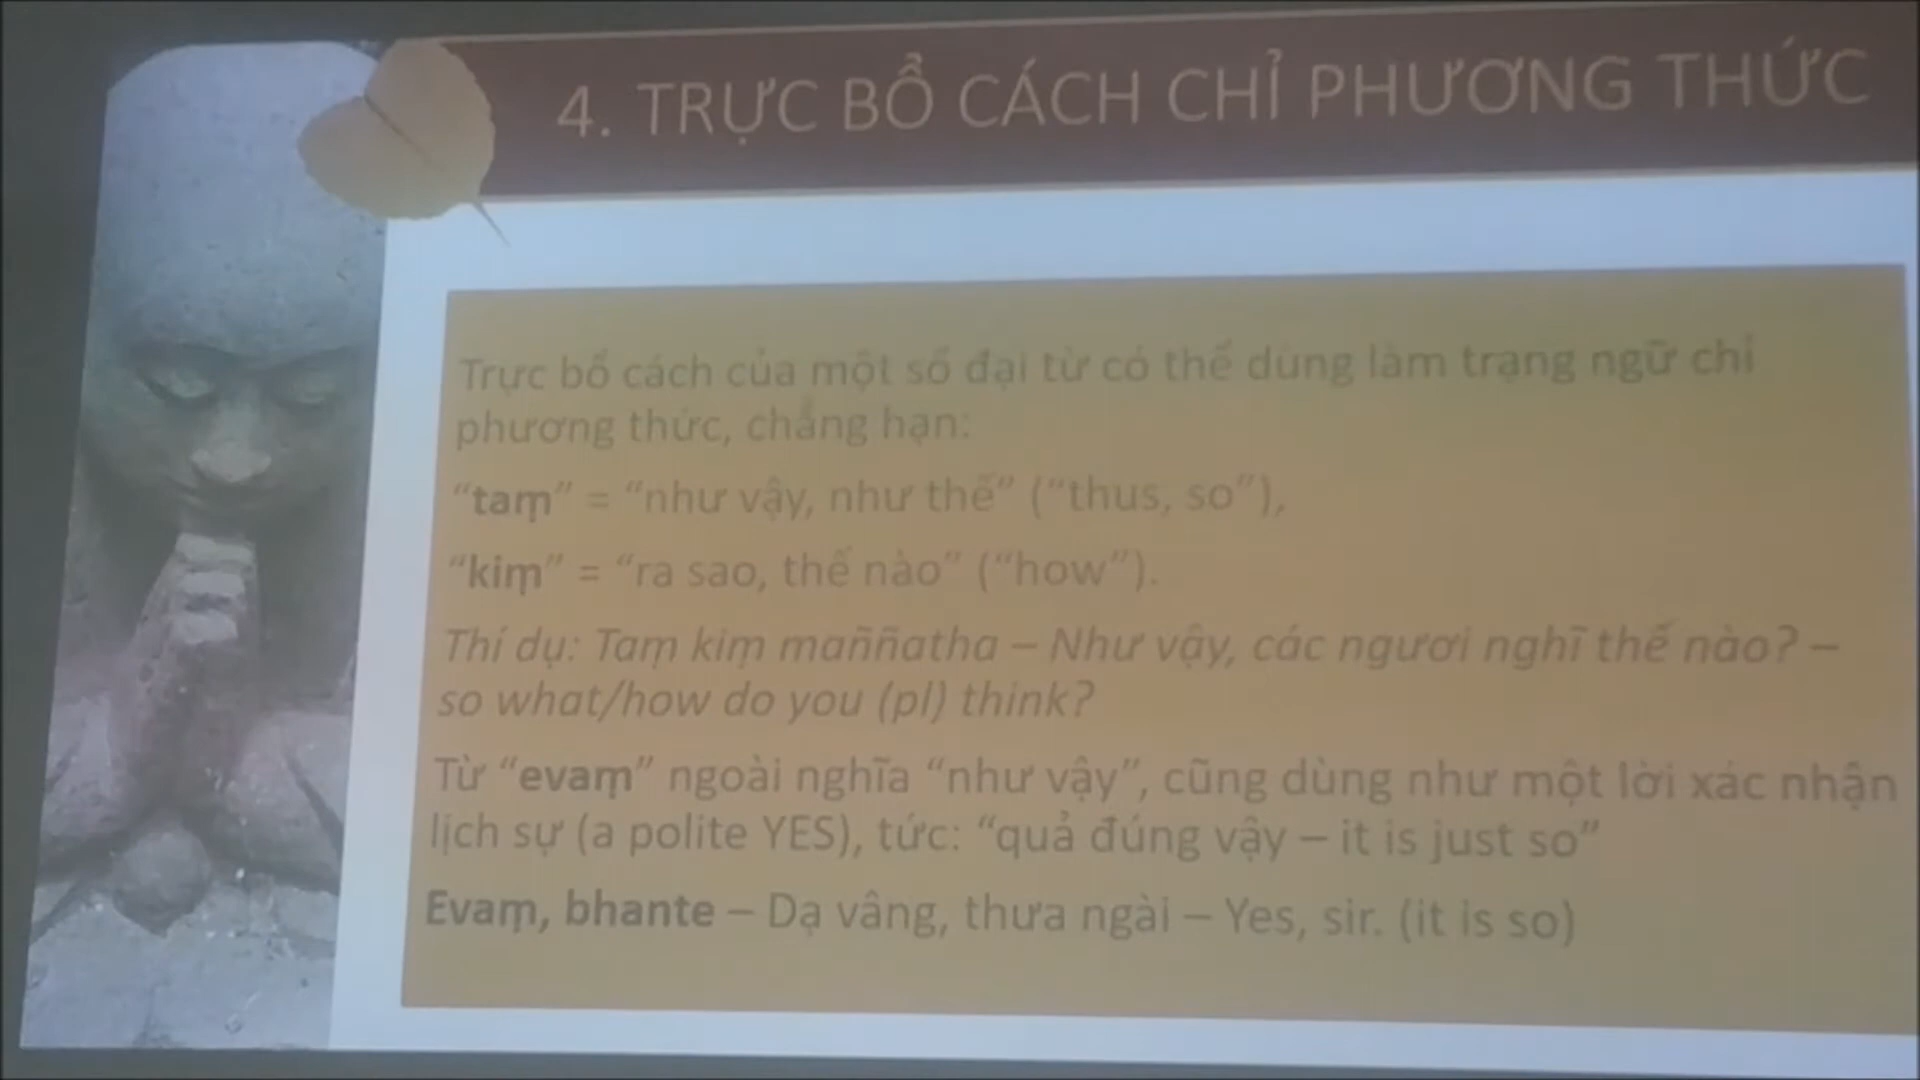 4. TRỰC BỔ CÁCH CHỈ PHƯƠNG THỨC
Trực bổ cách của một số đại từ có thể dùng làm trạng ngữ chỉ
phương thức, chẳng hạn:
“taṃ” = “như vậy, như thế” (“thus, so”),
“kiṃ” = “ra sao, thế nào” (“how”).
Thí dụ: Taṃ kiṃ maññatha – Như vậy, các ngươi nghĩ thế nào? –
so what/how do you (pl) think?
Từ “evaṃ” ngoài nghĩa “như vậy”, cũng dùng như một lời xác nhận
lịch sự (a polite YES), tức: “quả đúng vậy – it is just so”
Evaṃ, bhante – Dạ vâng, thưa ngài – Yes, sir. (it is so)